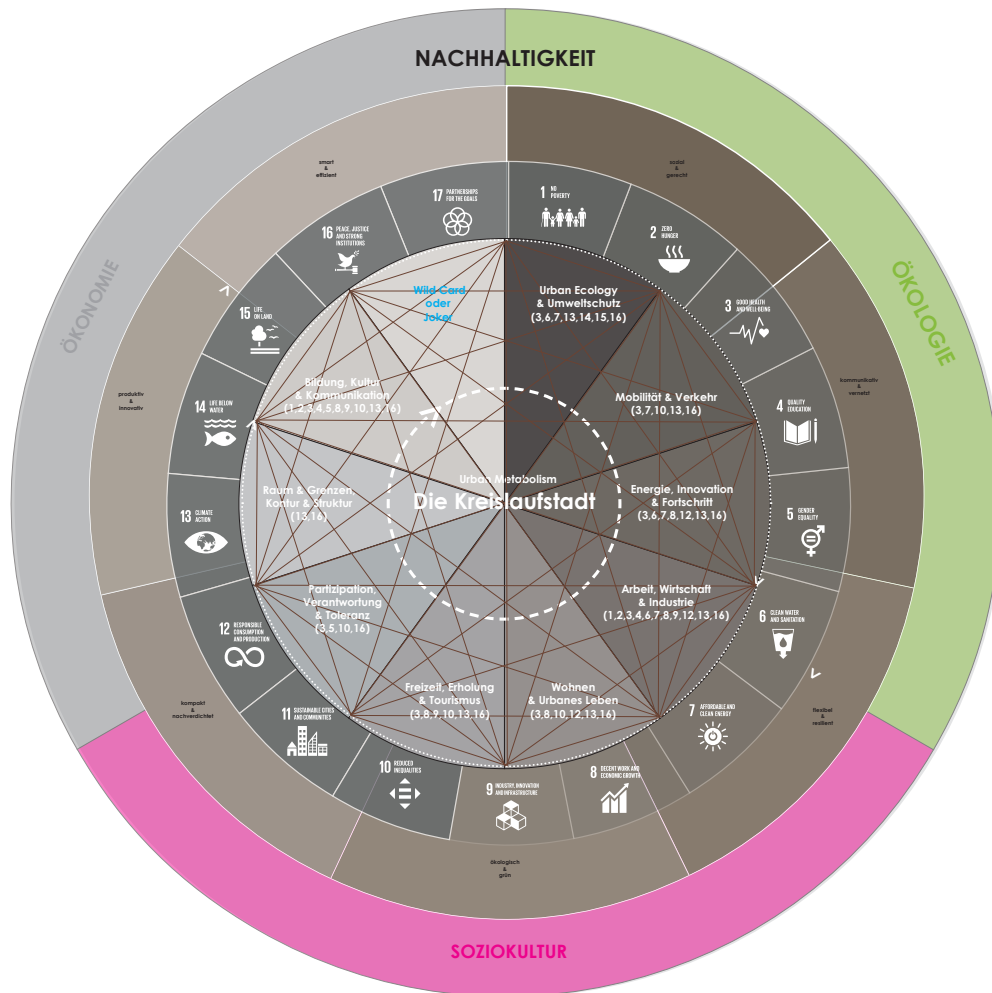 NACHHALTIGKEIT
ÖKOLOGIE
SOZIOKULTUR
ÖKONOMIE
smart
&
effizient
sozial
&
gerecht
kommunikativ
&
vernetzt
flexibel
&
resilient
ökologisch
&
grün
kompakt
&
nachverdichtet
produktiv
&
innovativ
1 NO
POVERTY
2 ZERO
HUNGER
3 GOOD HEALTH
AND WELL-BEING
4 QUALITY
EDUCATION
5 GENDER
EQUALITY
6 CLEAN WATER
AND SANITATION
7 AFFORDABLE AND
CLEAN ENERGY
8 DECENT WORK AND
ECONOMIC GROWTH
9 INDUSTRY, INNOVATION
AND INFRASTRUCTURE
10 REDUCED
INEQUALITIES
11 SUSTAINABLE CITIES
AND COMMUNITIES
12 RESPONSIBLE
CONSUMPTION
AND PRODUCTION
13 CLIMATE
ACTION
14 LIFE BELOW
WATER
15 LIFE
ON LAND
16 PEACE, JUSTICE
AND STRONG
INSTITUTIONS
17 PARTNERSHIPS
FOR THE GOALS
Wild Card
oder
Joker
Urban Ecology
& Umweltschutz
(3,6,7,13,14,15,16)
Mobilität & Verkehr
(3,7,10,13,16)
Energie, Innovation
& Fortschritt
(3,6,7,8,12,13,16)
Arbeit, Wirtschaft
& Industrie
(1,2,3,4,6,7,8,9,12,13,16)
Wohnen
& Urbanes Leben
(3,8,10,12,13,16)
Freizeit, Erholung
& Tourismus
(3,8,9,10,13,16)
Partizipation,
Verantwortung
& Toleranz
(3,5,10,16)
Raum & Grenzen,
Kontur & Struktur
(13,16)
Bildung, Kultur
& Kommunikation
(1,2,3,4,5,8,9,10,13,16)
Urban Metabolism
Die Kreislaufstadt